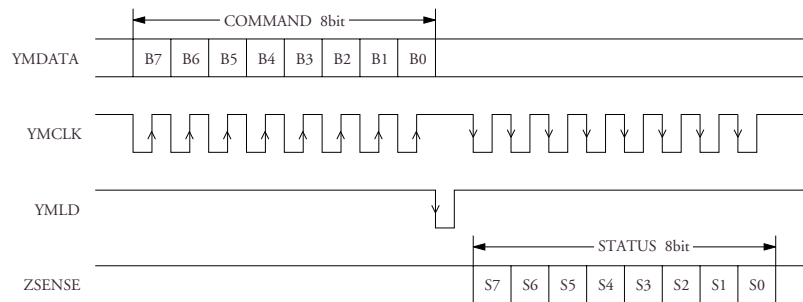 COMMAND 8bit
YMDATA B7 B6 B5 B4 B3 B2 B1 B0
YMCLK
YMLD
STATUS 8bit
ZSENSE S7 S6 S5 S4 S3 S2 S1 S0